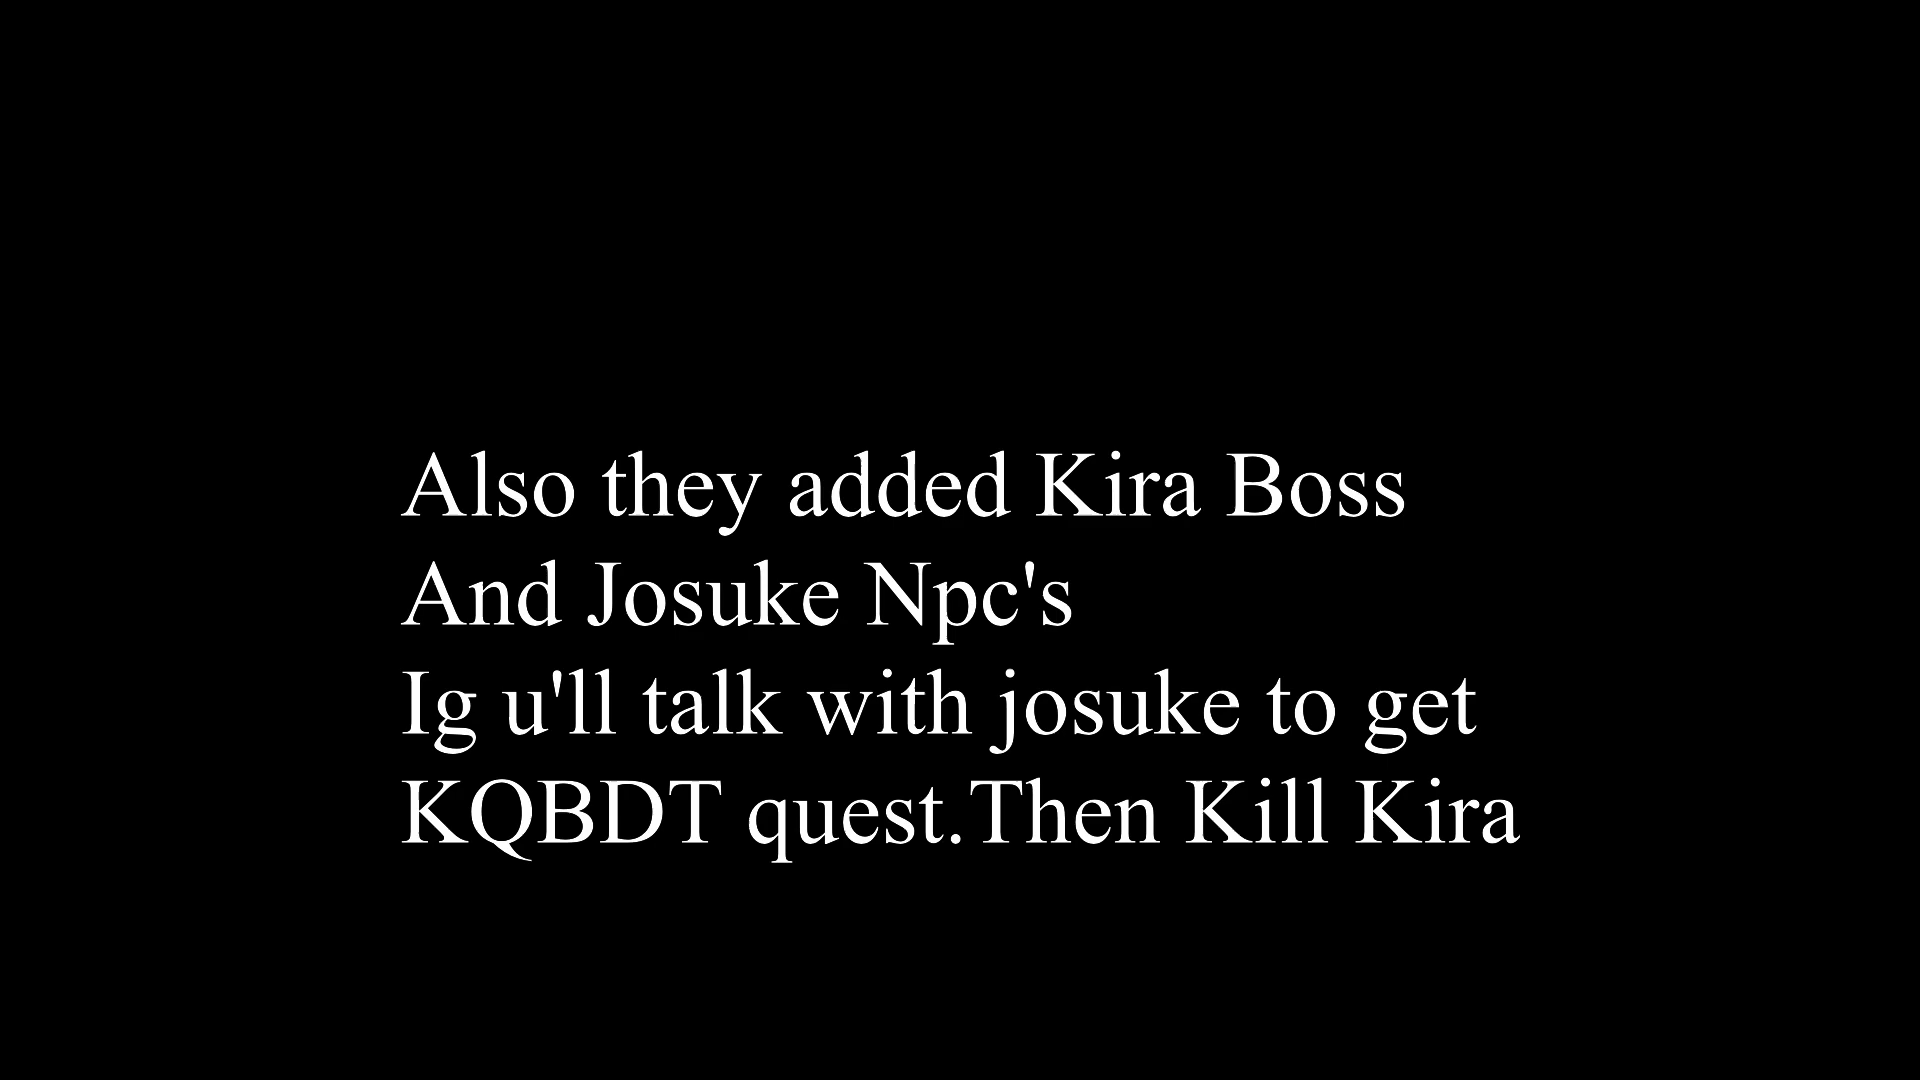 Also they added Kira Boss
And Josuke Npc's
Ig u'll talk with josuke to get
KQBDT quest.Then Kill Kira